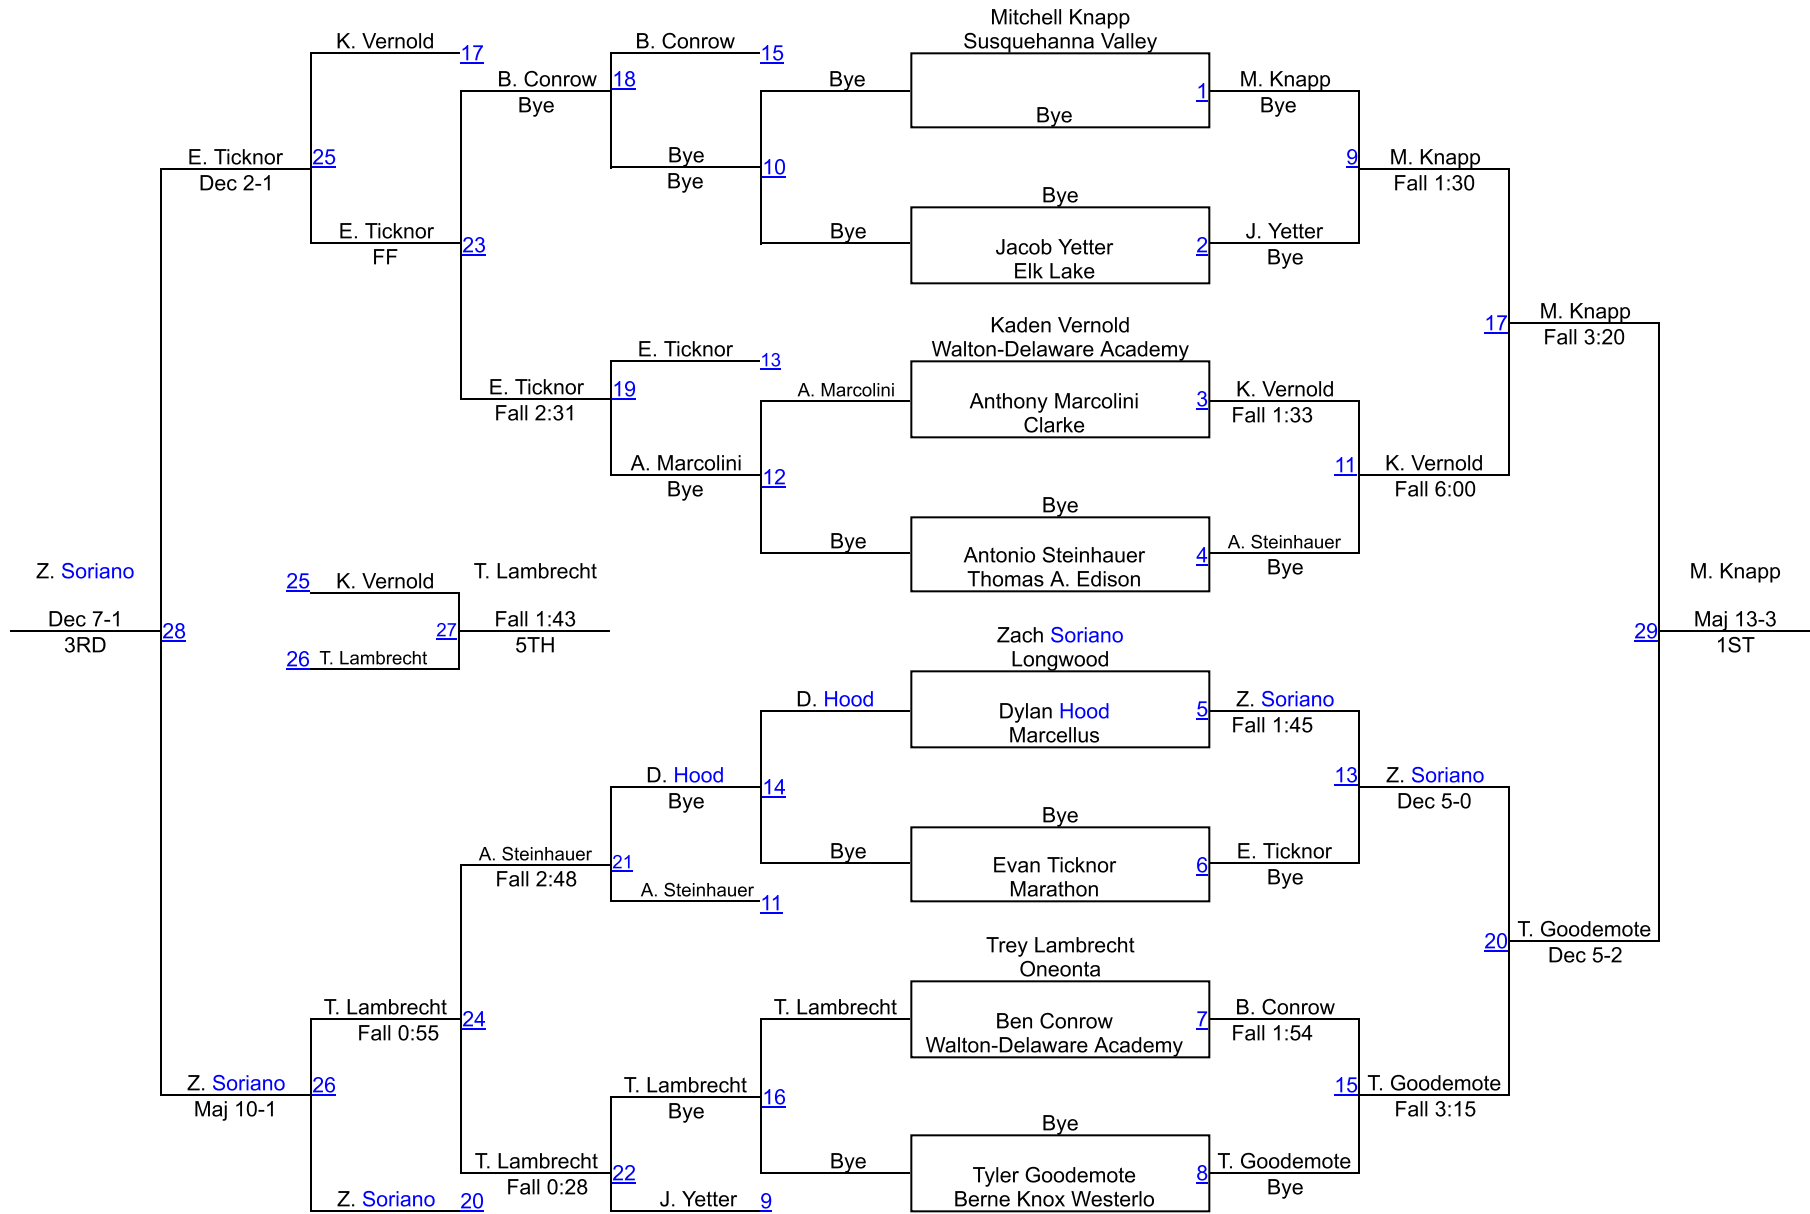 Mitchell Knapp
K. Vernold
17
B. Conrow
15
Susquehanna Valley
B. Conrow
18
Bye
1
M. Knapp
Bye
Bye
Bye
E. Ticknor
25
Bye
10
9
M. Knapp
Dec 2-1
Bye
Fall 1:30
Bye
E. Ticknor
23
Bye
Jacob Yetter
2
J. Yetter
FF
Elk Lake
Bye
Kaden Vernold
17
M. Knapp
E. Ticknor
13
Walton-Delaware Academy
Fall 3:20
E. Ticknor
19
A. Marcolini
Anthony Marcolini
3
K. Vernold
Fall 2:31
Clarke
Fall 1:33
A. Marcolini
12
11
K. Vernold
Bye
Fall 6:00
Bye
Bye
Antonio Steinhauer
4
A. Steinhauer
Thomas A. Edison
Bye
Z. Soriano
25
K. Vernold
T. Lambrecht
M. Knapp
Dec 7-1
28
27
Fall 1:43
29
Maj 13-3
3RD
26
T. Lambrecht
5TH
1ST
Zach Soriano
Longwood
D. Hood
Dylan Hood
5
Z. Soriano
Marcellus
Fall 1:45
D. Hood
14
13
Z. Soriano
Bye
Dec 5-0
Bye
A. Steinhauer
21
Bye
Evan Ticknor
6
E. Ticknor
Fall 2:48
A. Steinhauer
11
Marathon
Bye
Trey Lambrecht
20
T. Goodemote
Oneonta
Dec 5-2
T. Lambrecht
24
T. Lambrecht
Ben Conrow
7
B. Conrow
Fall 0:55
Walton-Delaware Academy
Fall 1:54
Z. Soriano
26
T. Lambrecht
16
15
T. Goodemote
Maj 10-1
Bye
Fall 3:15
Bye
T. Lambrecht
22
Bye
Tyler Goodemote
8
T. Goodemote
Fall 0:28
Bye
Z. Soriano
20
J. Yetter
9
Berne Knox Westerlo